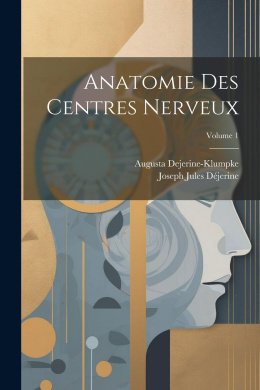 Anatomie Des
Centres Nerveux
Volume 1
Augusta Dejerine-Klumpke
Joseph Jules Déjerine